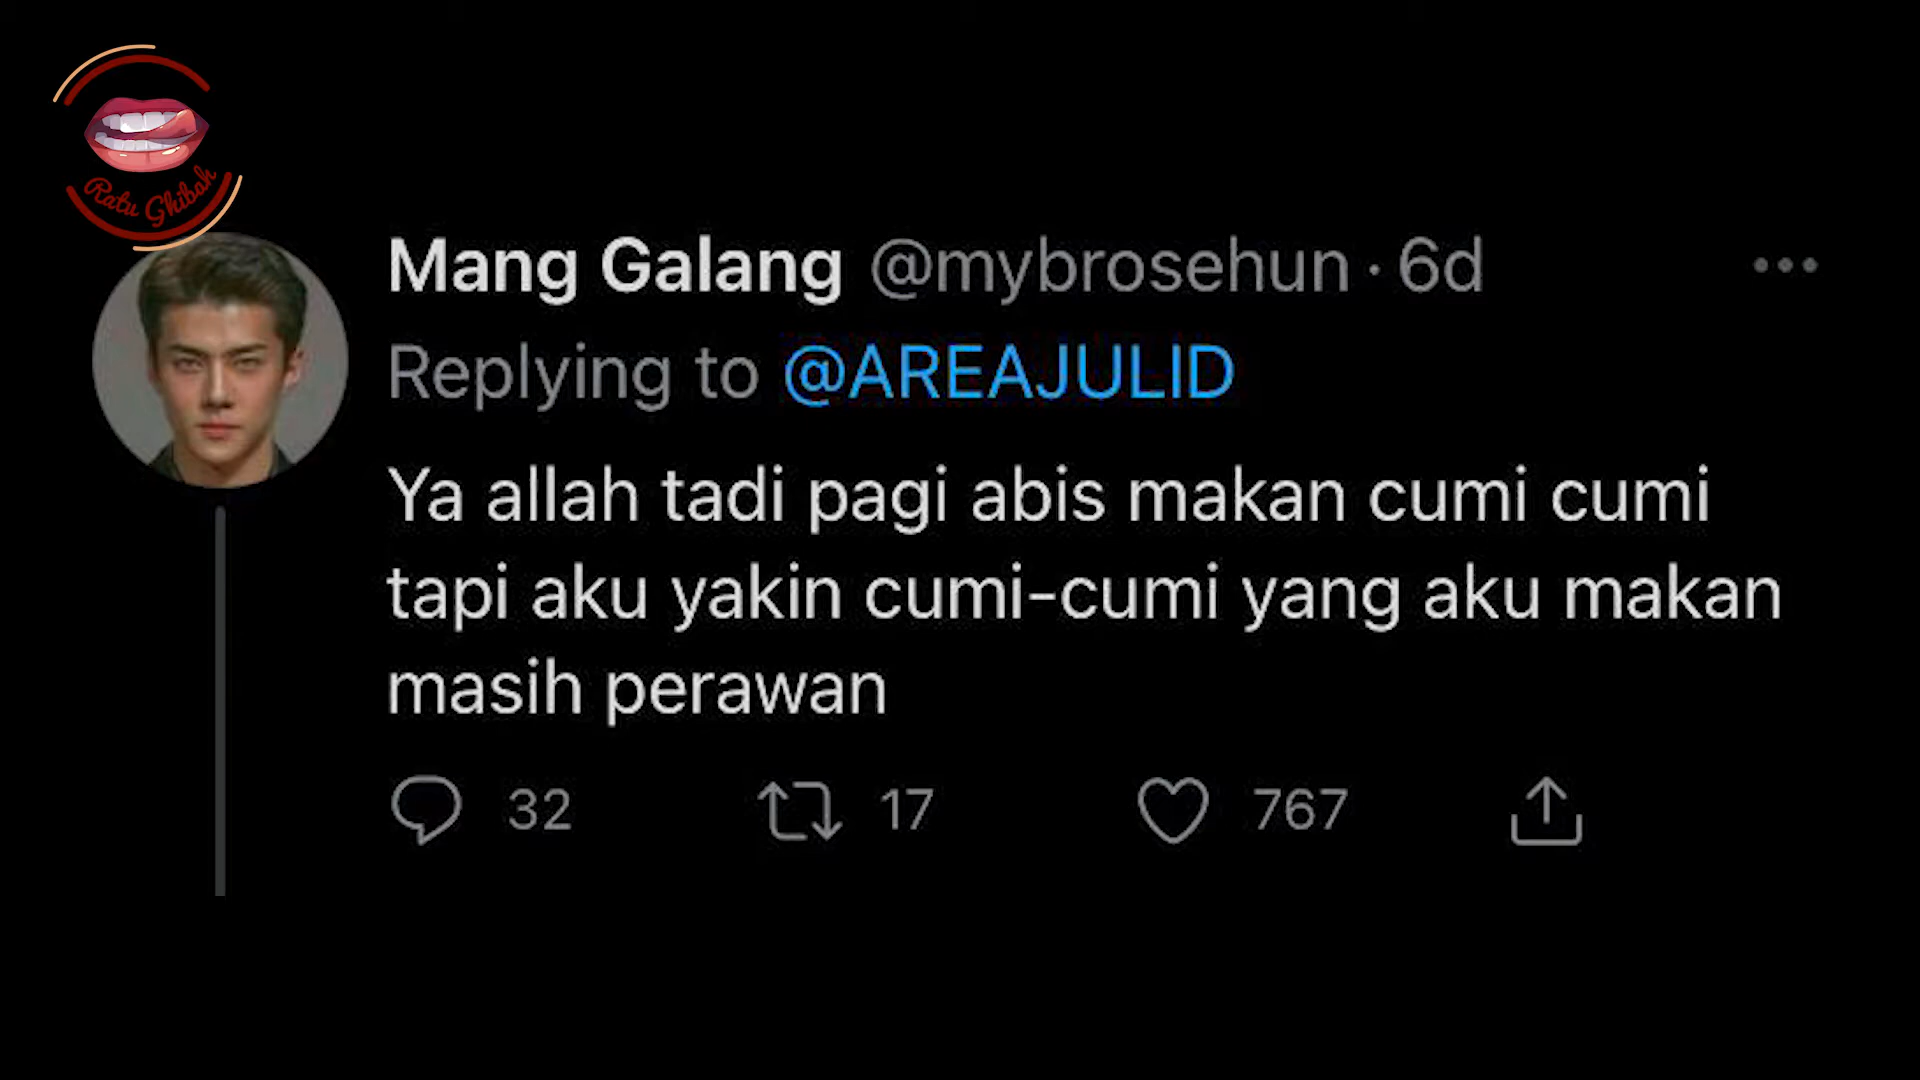 Ratu Ghibah
Mang Galang @mybrosehun · 6d
Replying to @AREAJULID
Ya allah tadi pagi abis makan cumi cumi
tapi aku yakin cumi-cumi yang aku makan
masih perawan
32 17 767